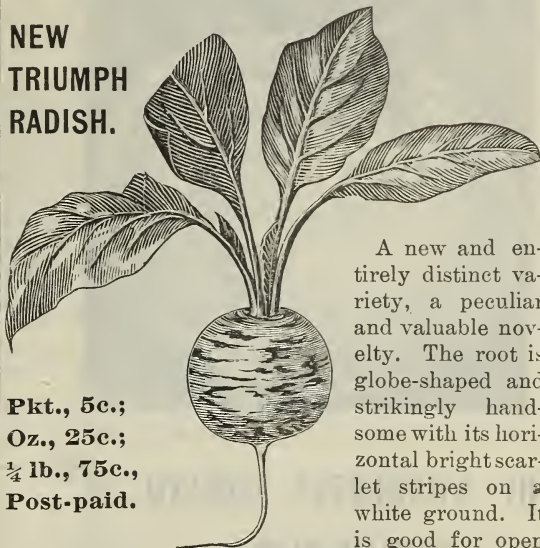 NEW
TRIUMPH
RADISH.
A new and en-
tirely distinct va-
riety, a peculiar
and valuable nov-
elty. The root is
globe-shaped and
strikingly hand-
some with its hori-
zontal bright scar-
let stripes on a
white ground. It
is good for open
Pkt., 5c.;
Oz., 25c.;
¼ lb., 75c.,
Post-paid.